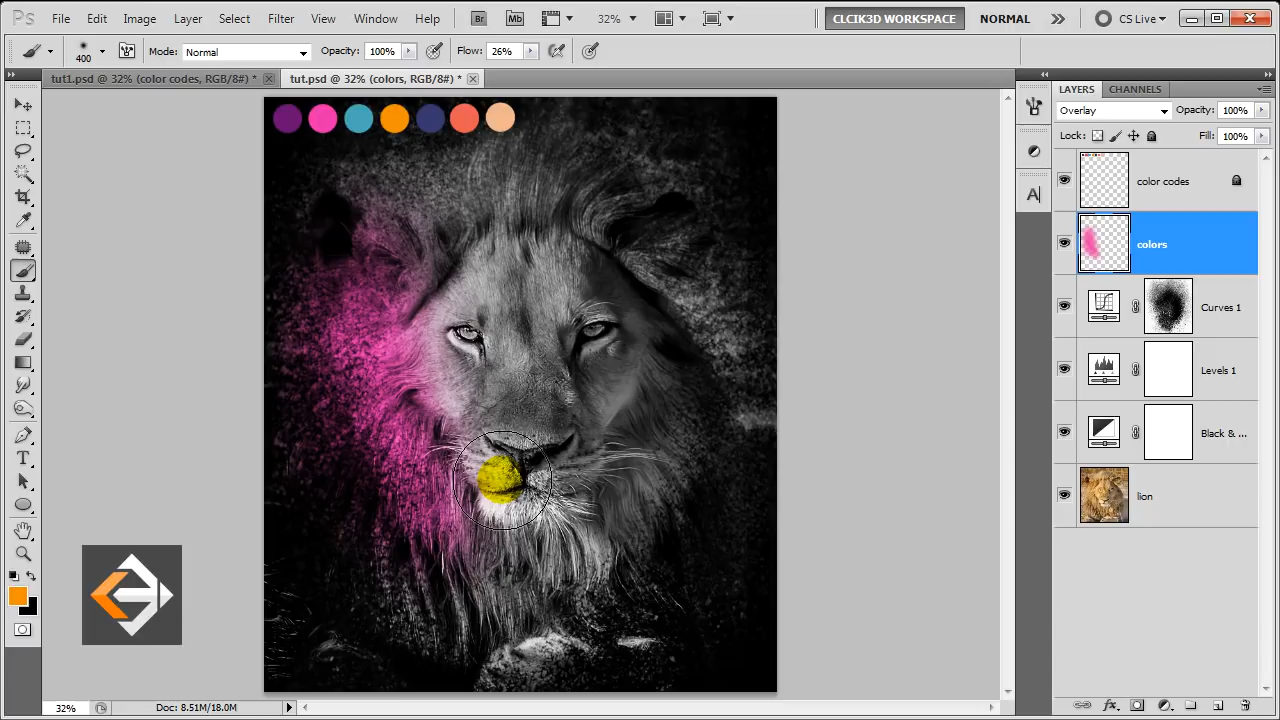 Ps File Edit Image Layer Select Filter View Window Help Br Mb 32% CLCIK3D WORKSPACE NORMAL CS Live
400 Mode: Normal Opacity: 100% Flow: 26%
tut1.psd @ 32% (color codes, RGB/8#) * tut.psd @ 32% (colors, RGB/8#) *
LAYERS CHANNELS
Overlay Opacity: 100%
Lock: Fill: 100%
color codes
colors
Curves 1
Levels 1
Black & ...
lion
A
T
32% Doc: 8.51M/18.0M
fx